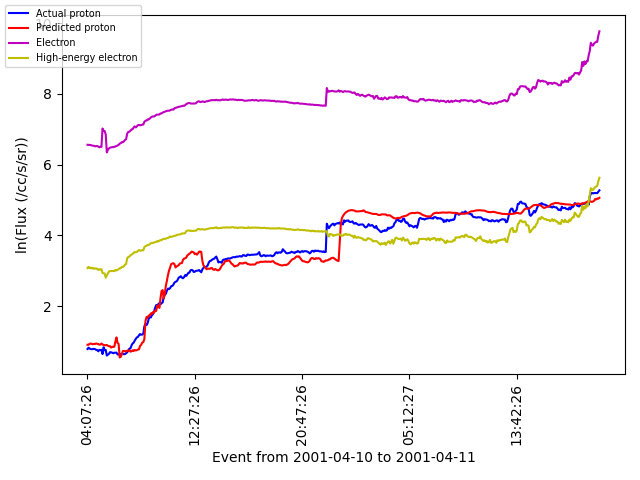 Actual proton
Predicted proton
Electron
High-energy electron
8
6
4
2
ln(Flux (/cc/s/sr))
04:07:26
12:27:26
20:47:26
05:12:27
13:42:26
Event from 2001-04-10 to 2001-04-11